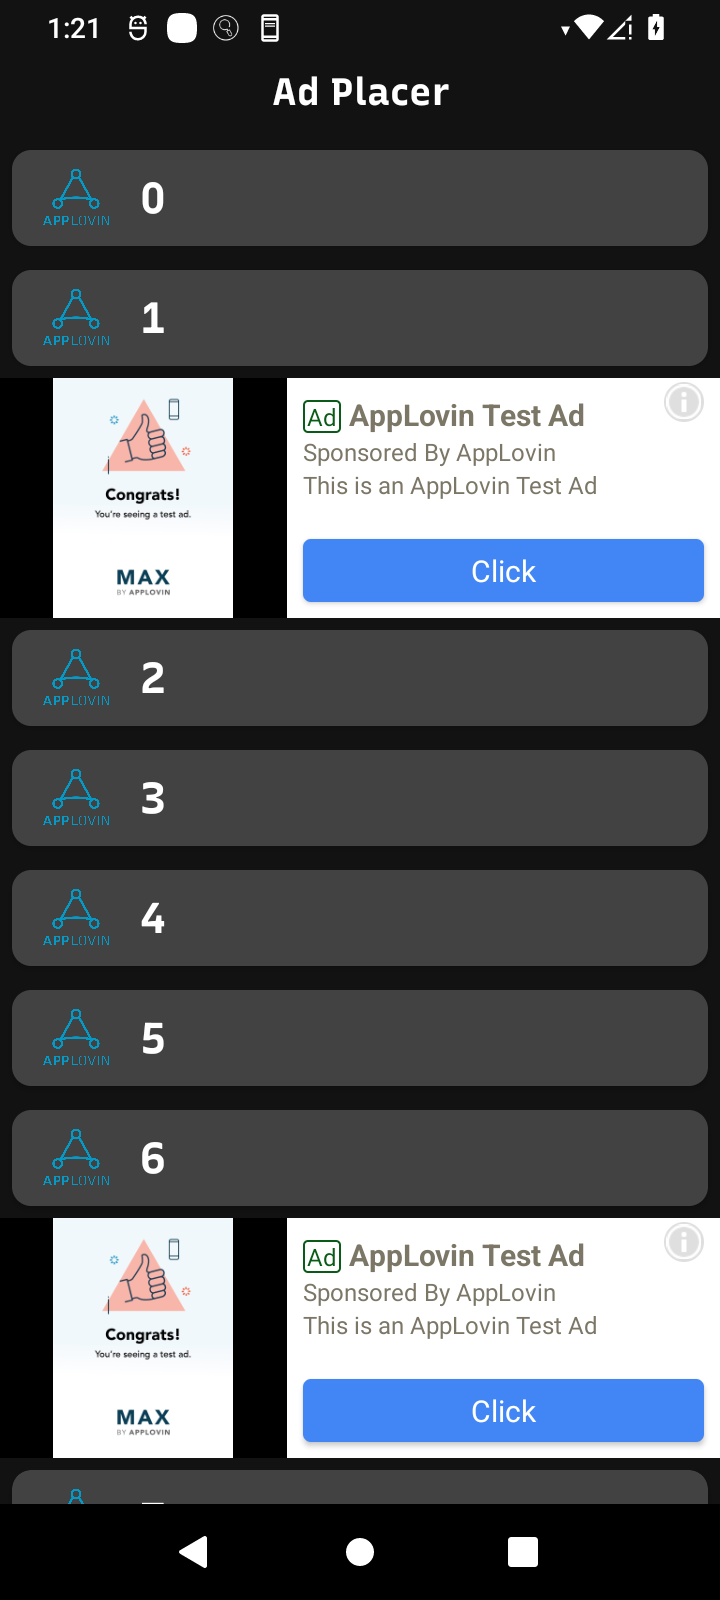 1:21
Ad Placer
APPLOVIN 0
APPLOVIN 1
Congrats!
You're seeing a test ad.
MAX
BY APPLOVIN
Ad AppLovin Test Ad
Sponsored By AppLovin
This is an AppLovin Test Ad
Click
APPLOVIN 2
APPLOVIN 3
APPLOVIN 4
APPLOVIN 5
APPLOVIN 6
Congrats!
You're seeing a test ad.
MAX
BY APPLOVIN
Ad AppLovin Test Ad
Sponsored By AppLovin
This is an AppLovin Test Ad
Click